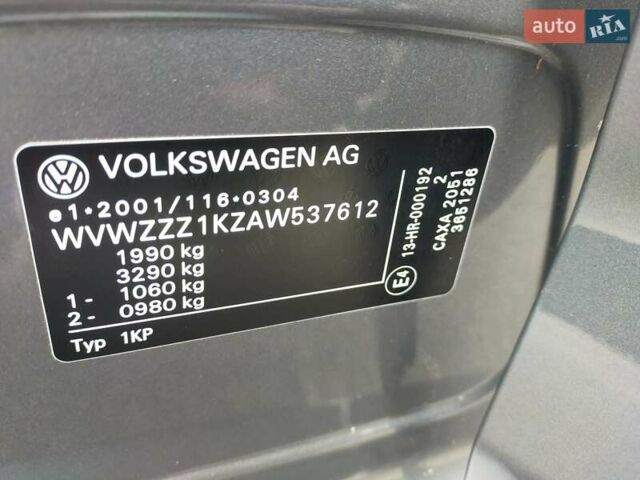 auto RIA
.com
VOLKSWAGEN AG
e1*2001/116*0304
WVWZZZ1KZAW537612
1990 kg
3290 kg
1 - 1060 kg
2 - 0980 kg
Typ 1KP
E4
13-HR-000192
2
CAXA 2051
3651286